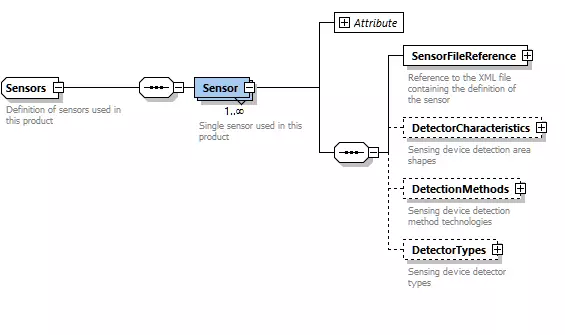 Attribute
SensorFileReference
Reference to the XML file
containing the definition of
the sensor
Sensors
Definition of sensors used in
this product
Sensor
1..∞
Single sensor used in this
product
DetectorCharacteristics
Sensing device detection area
shapes
DetectionMethods
Sensing device detection
method technologies
DetectorTypes
Sensing device detector
types